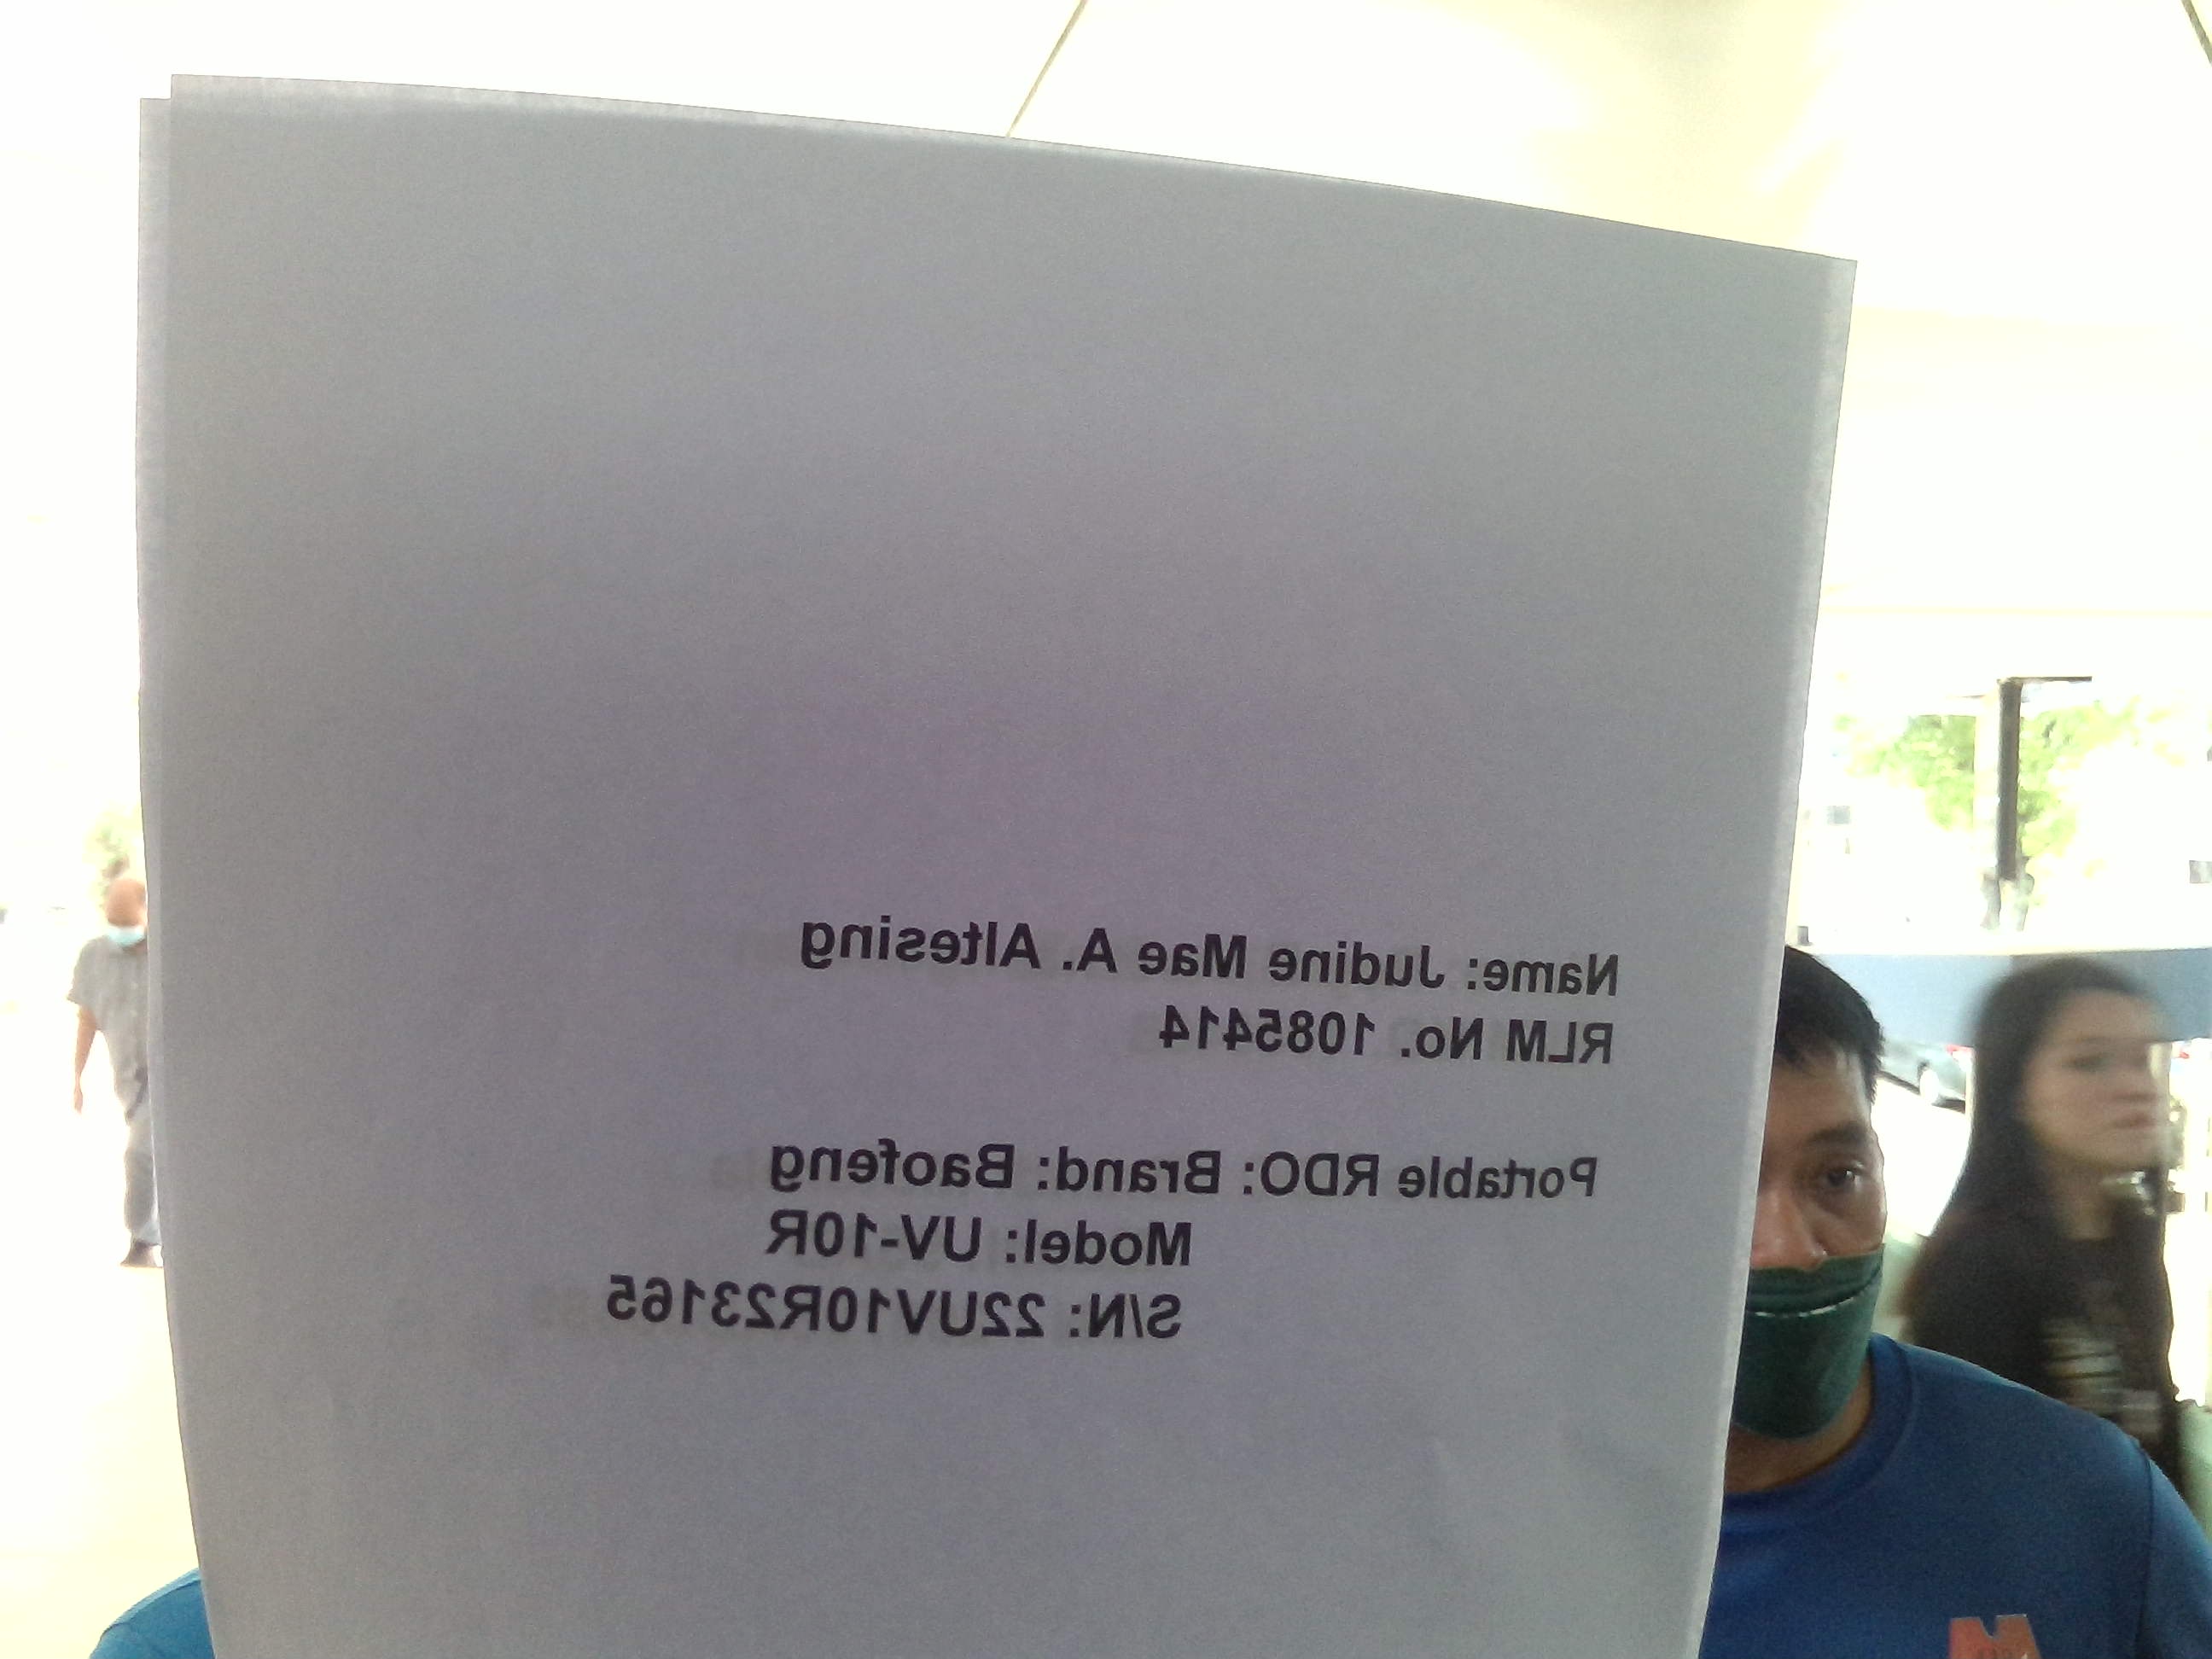 Name: Judine Mae A. Altesing
RLM No. 1085414
Portable RDO: Brand: Baofeng
Model: UV-10R
S/N: 22UV10R23165